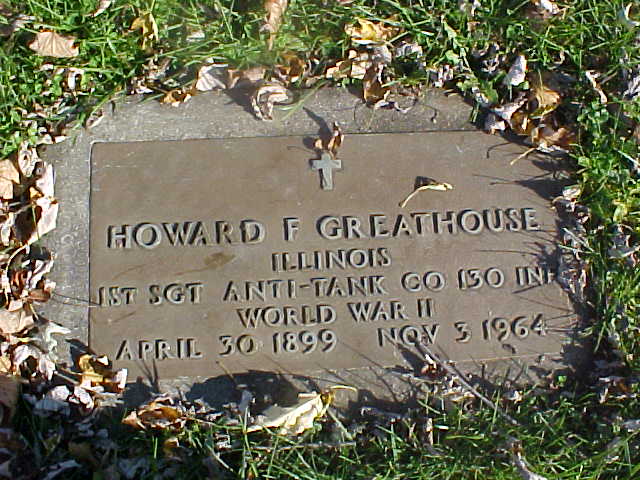 HOWARD F GREATHOUSE
ILLINOIS
1ST SGT ANTI-TANK CO 130 INF
WORLD WAR II
APRIL 30 1899 NOV 3 1964